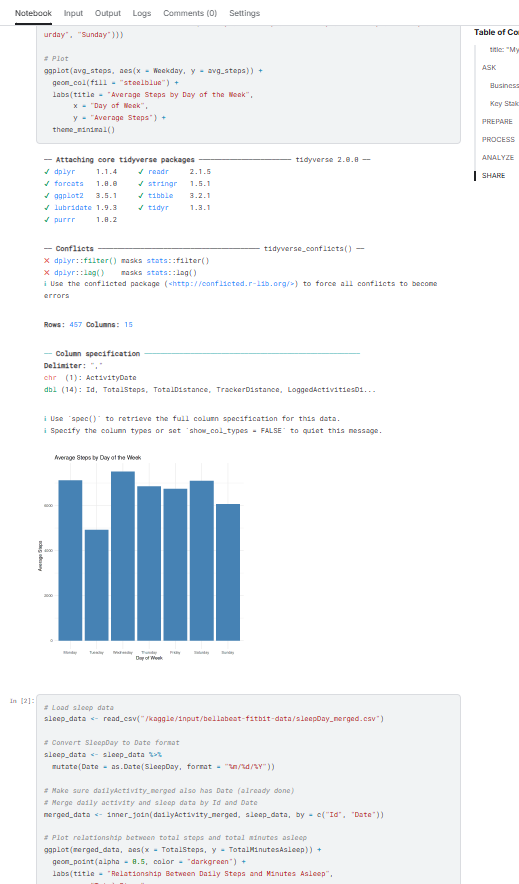 Notebook Input Output Logs Comments (0) Settings
urday", "Sunday")))
# Plot
ggplot(avg_steps, aes(x = Weekday, y = avg_steps)) +
geom_col(fill = "steelblue") +
labs(title = "Average Steps by Day of the Week",
x = "Day of Week",
y = "Average Steps") +
theme_minimal()
Table of Co
title: "My
ASK
Business
Key Stak
PREPARE
PROCESS
ANALYZE
SHARE
── Attaching core tidyverse packages ── tidyverse 2.0.0 ──
✔ dplyr 1.1.4 ✔ readr 2.1.5
✔ forcats 1.0.0 ✔ stringr 1.5.1
✔ ggplot2 3.5.1 ✔ tibble 3.2.1
✔ lubridate 1.9.3 ✔ tidyr 1.3.1
✔ purrr 1.0.2
── Conflicts ── tidyverse_conflicts() ──
✖ dplyr::filter() masks stats::filter()
✖ dplyr::lag() masks stats::lag()
ℹ Use the conflicted package (<http://conflicted.r-lib.org/>) to force all conflicts to become
errors
Rows: 457 Columns: 15
── Column specification ──
Delimiter: ","
chr (1): ActivityDate
dbl (14): Id, TotalSteps, TotalDistance, TrackerDistance, LoggedActivitiesDi...
ℹ Use `spec()` to retrieve the full column specification for this data.
ℹ Specify the column types or set `show_col_types = FALSE` to quiet this message.
Average Steps by Day of the Week
Average Steps
6000
4000
2000
0
Monday Tuesday Wednesday Thursday Friday Saturday Sunday
Day of Week
In [2]:
# Load sleep data
sleep_data <- read_csv("/kaggle/input/bellabeat-fitbit-data/sleepDay_merged.csv")
# Convert SleepDay to Date format
sleep_data <- sleep_data %>%
mutate(Date = as.Date(SleepDay, format = "%m/%d/%Y"))
# Make sure dailyActivity_merged also has Date (already done)
# Merge daily activity and sleep data by Id and Date
merged_data <- inner_join(dailyActivity_merged, sleep_data, by = c("Id", "Date"))
# Plot relationship between total steps and total minutes asleep
ggplot(merged_data, aes(x = TotalSteps, y = TotalMinutesAsleep)) +
geom_point(alpha = 0.5, color = "darkgreen") +
labs(title = "Relationship Between Daily Steps and Minutes Asleep",